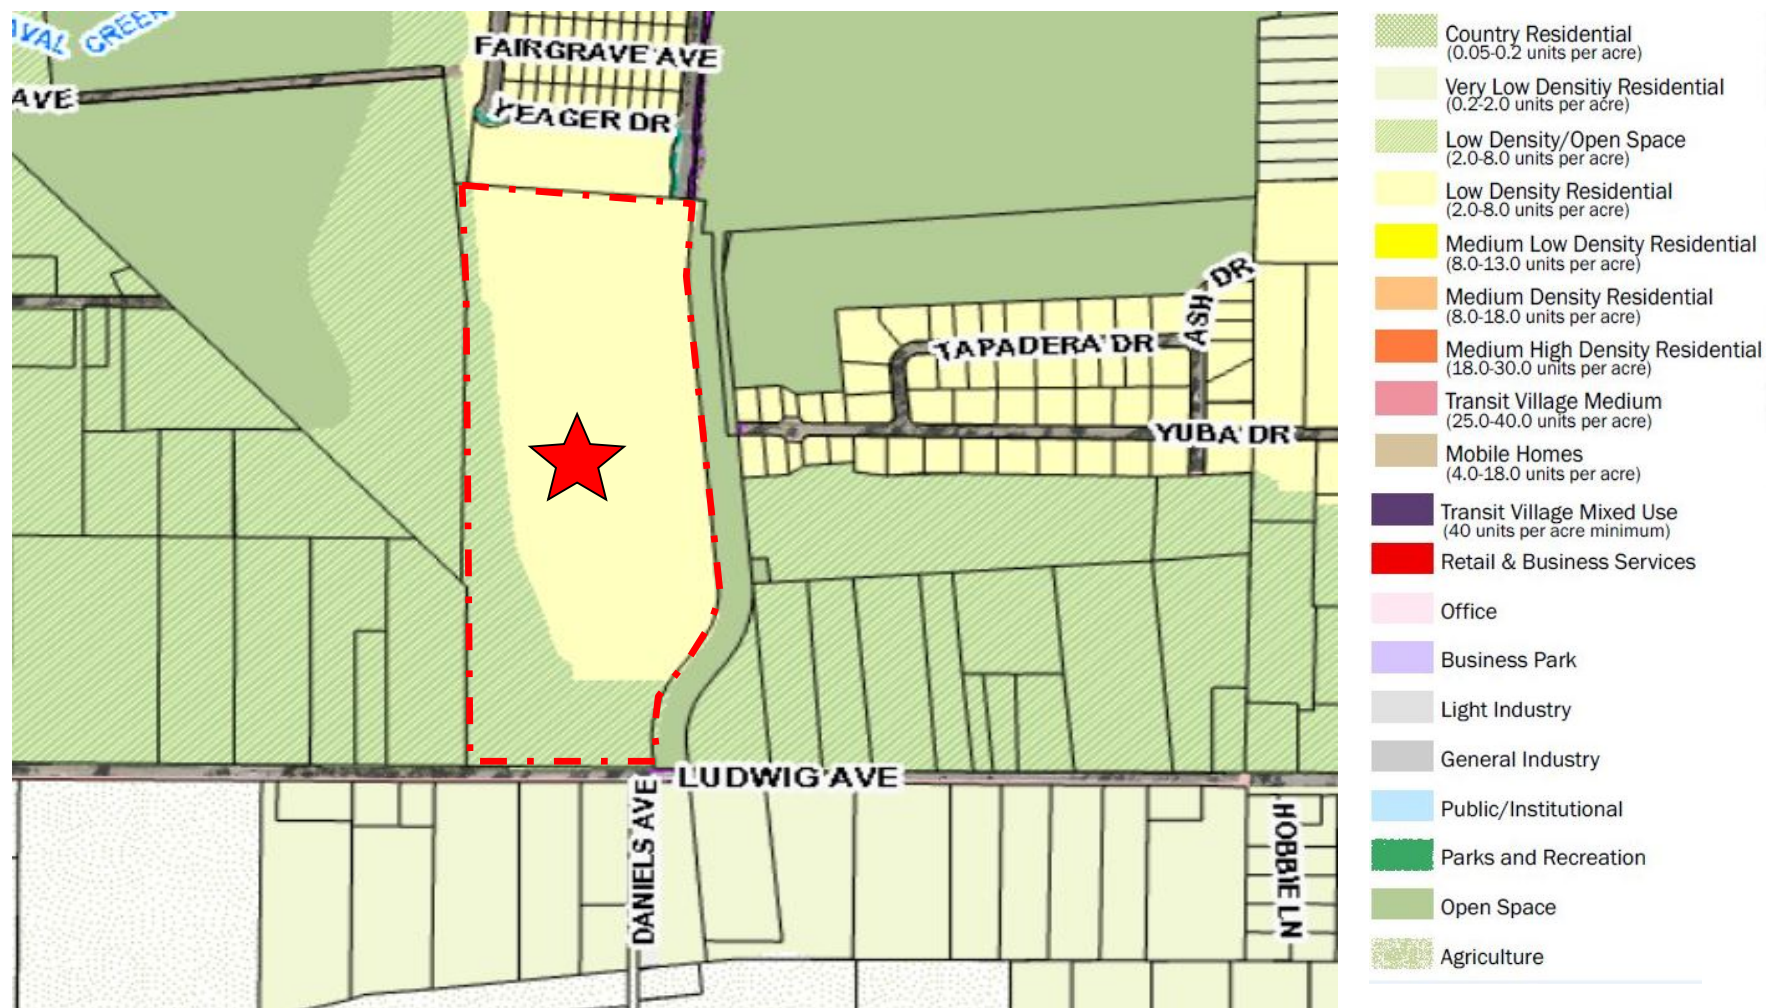 AVAL CREEK
AVE
FAIRGRAVE AVE
YEAGER DR
ASH DR
TAPADERA DR
YUBA DR
LUDWIG AVE
DANIELS AVE
HOBBIE LN
Country Residential
(0.05-0.2 units per acre)
Very Low Densitiy Residential
(0.2-2.0 units per acre)
Low Density/Open Space
(2.0-8.0 units per acre)
Low Density Residential
(2.0-8.0 units per acre)
Medium Low Density Residential
(8.0-13.0 units per acre)
Medium Density Residential
(8.0-18.0 units per acre)
Medium High Density Residential
(18.0-30.0 units per acre)
Transit Village Medium
(25.0-40.0 units per acre)
Mobile Homes
(4.0-18.0 units per acre)
Transit Village Mixed Use
(40 units per acre minimum)
Retail & Business Services
Office
Business Park
Light Industry
General Industry
Public/Institutional
Parks and Recreation
Open Space
Agriculture